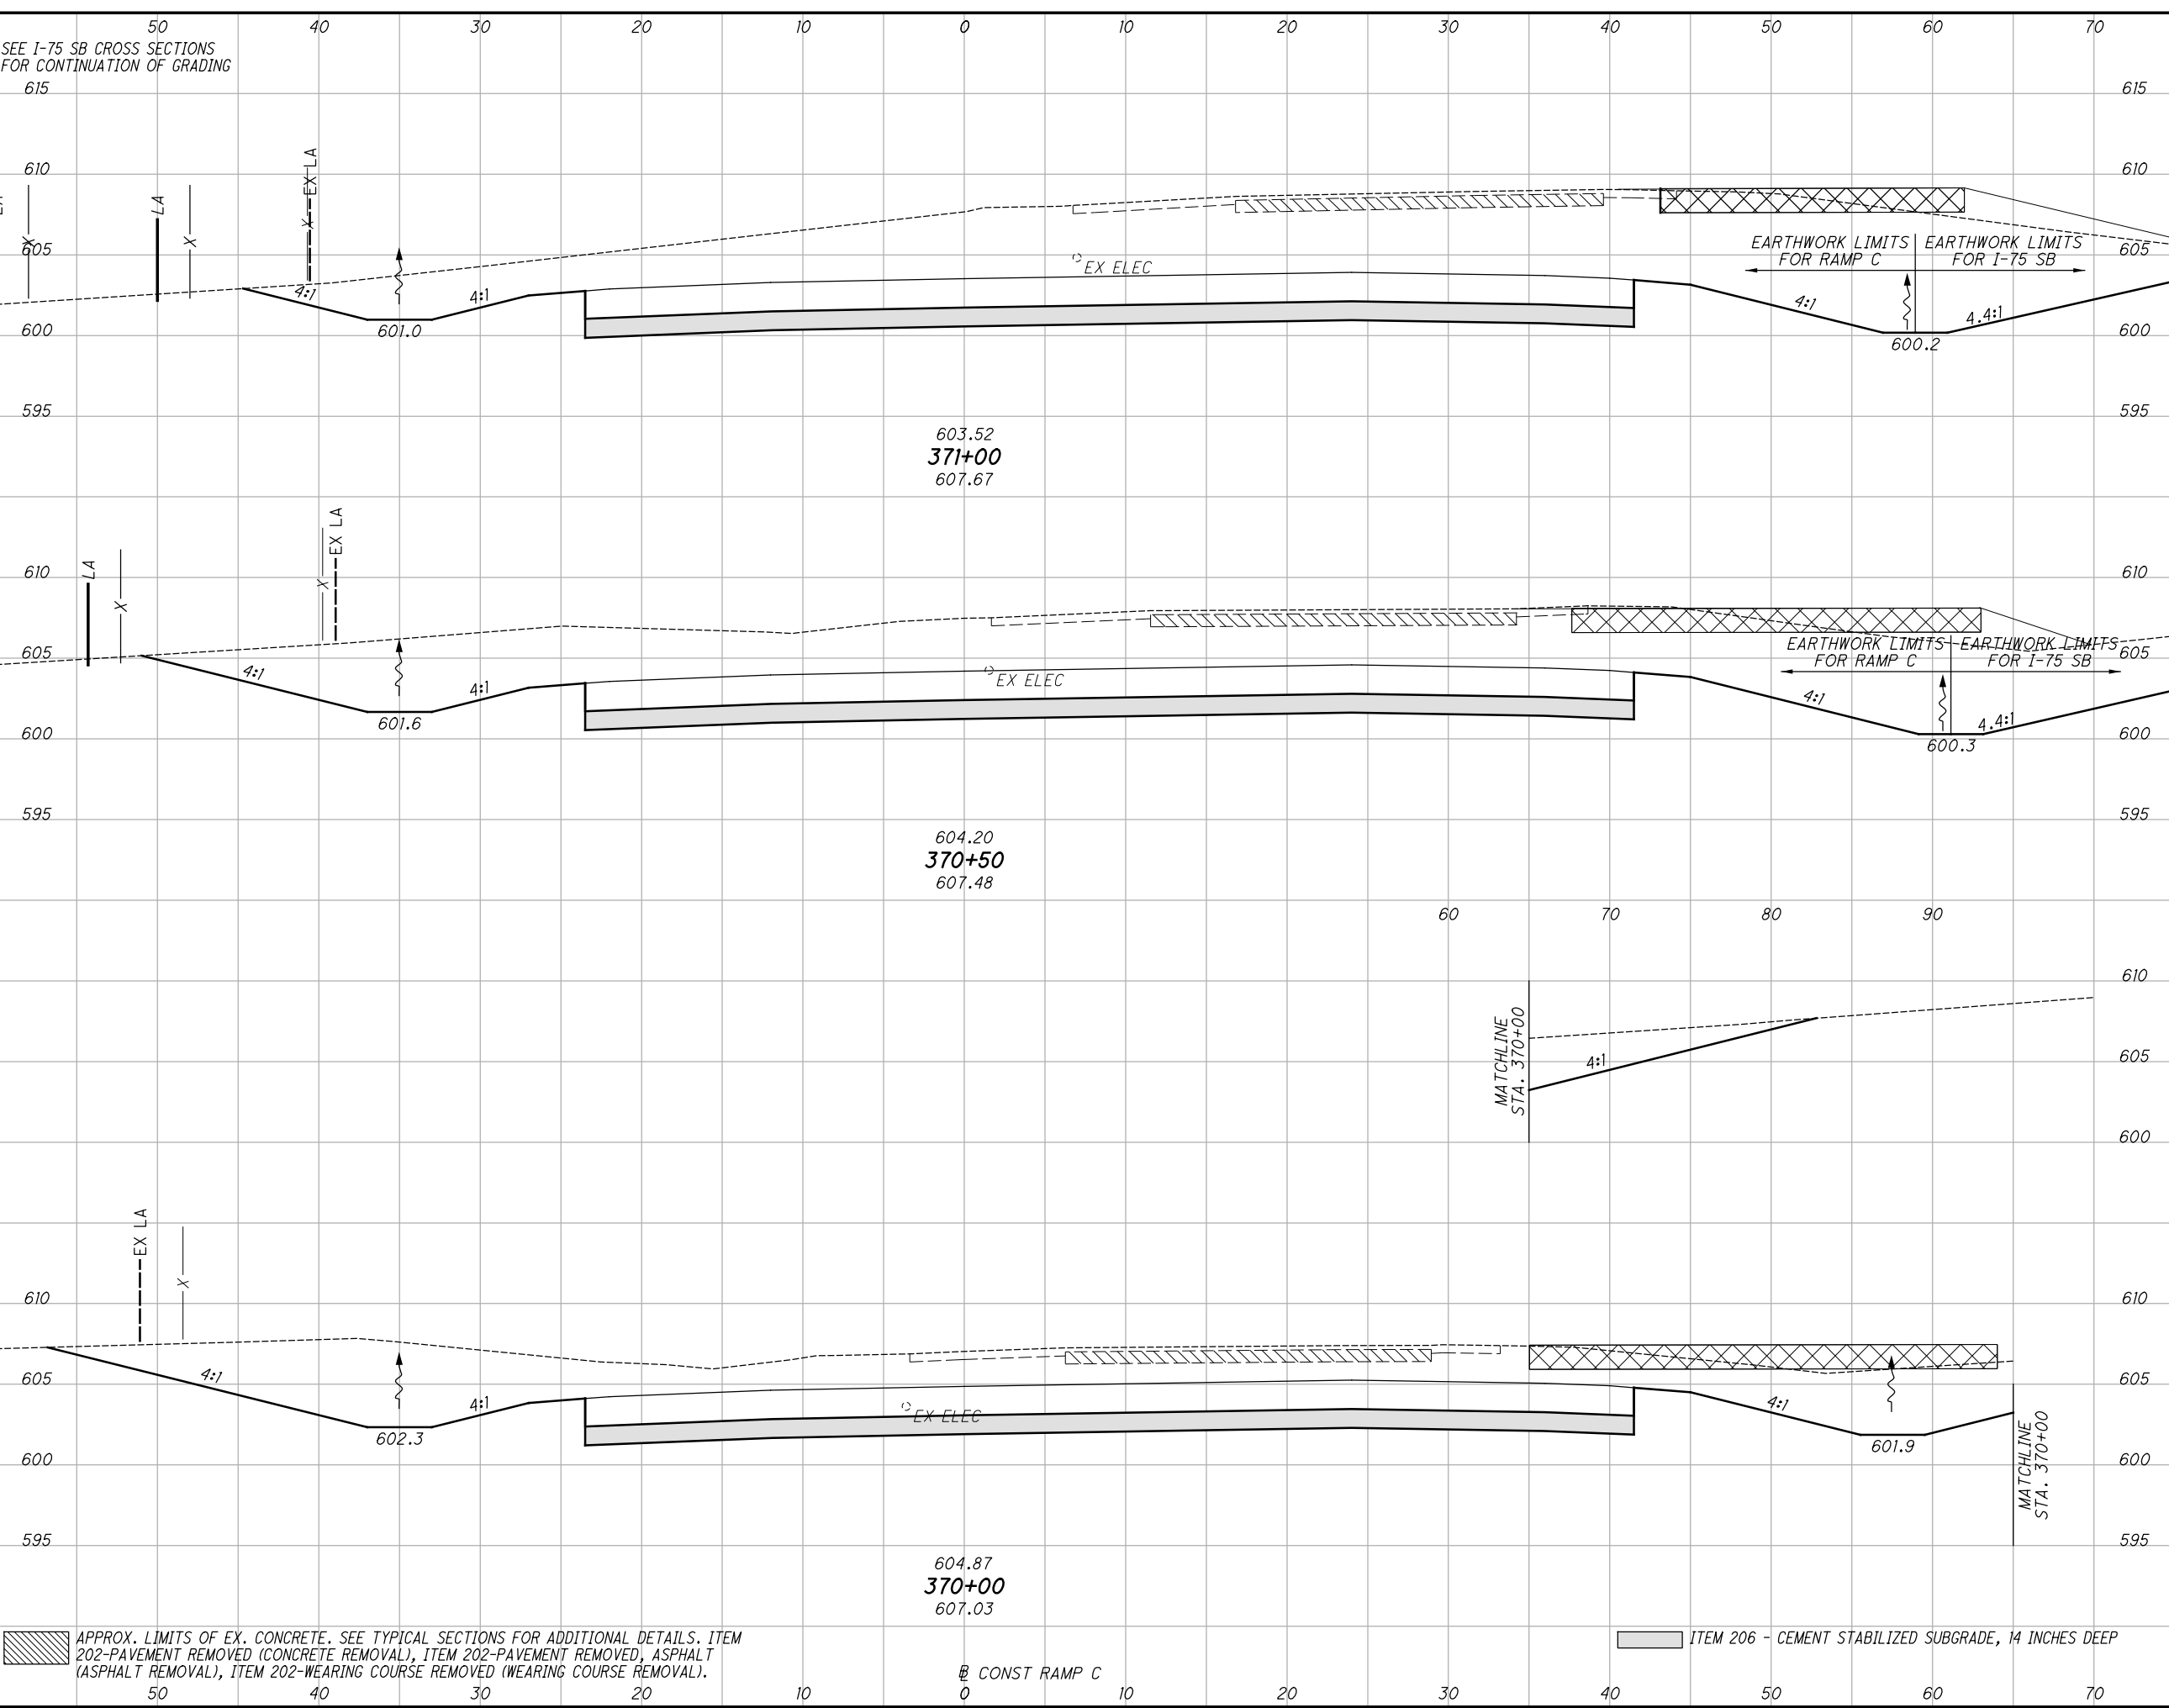 50 40 30 20 10 0 10 20 30 40 50 60 70
SEE I-75 SB CROSS SECTIONS
FOR CONTINUATION OF GRADING
615 615
610 610
LA
EX LA
X X X
605 605
EX ELEC
EARTHWORK LIMITS
FOR RAMP C
EARTHWORK LIMITS
FOR I-75 SB
4:1 4:1 4:1 4.4:1
601.0
600.2
600 600
595 595
603.52
371+00
607.67
LA
EX LA
X X
610 610
605 605
EARTHWORK LIMITS
FOR RAMP C
EARTHWORK LIMITS
FOR I-75 SB
EX ELEC
4:1 4:1 4:1 4.4:1
601.6
600.3
600 600
595 595
604.20
370+50
607.48
60 70 80 90
610
MATCHLINE
STA. 370+00
4:1
605
600
EX LA
X
610 610
605 605
4:1 4:1 4:1
EX ELEC
602.3
601.9
MATCHLINE
STA. 370+00
600 600
595 595
604.87
370+00
607.03
APPROX. LIMITS OF EX. CONCRETE. SEE TYPICAL SECTIONS FOR ADDITIONAL DETAILS. ITEM
202-PAVEMENT REMOVED (CONCRETE REMOVAL), ITEM 202-PAVEMENT REMOVED, ASPHALT
(ASPHALT REMOVAL), ITEM 202-WEARING COURSE REMOVED (WEARING COURSE REMOVAL).
CONST RAMP C
ITEM 206 - CEMENT STABILIZED SUBGRADE, 14 INCHES DEEP
50 40 30 20 10 0 10 20 30 40 50 60 70